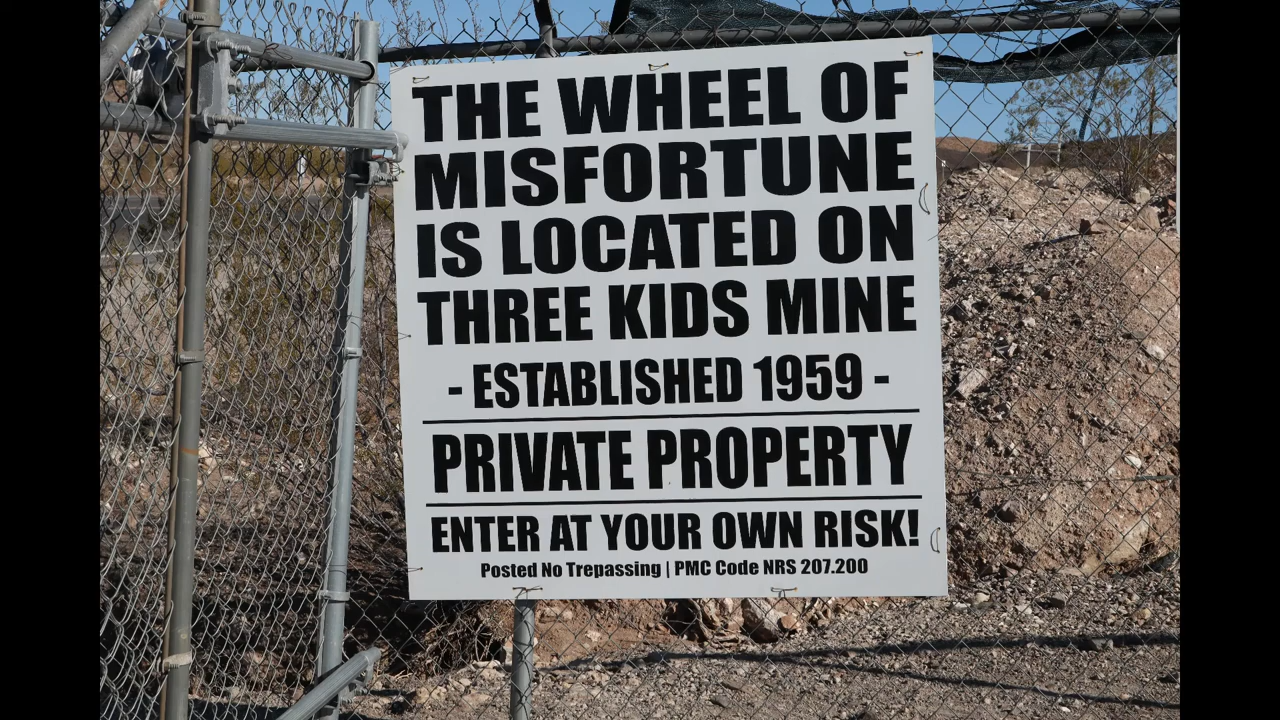 THE WHEEL OF
MISFORTUNE
IS LOCATED ON
THREE KIDS MINE
- ESTABLISHED 1959 -
PRIVATE PROPERTY
ENTER AT YOUR OWN RISK!
Posted No Trepassing | PMC Code NRS 207.200